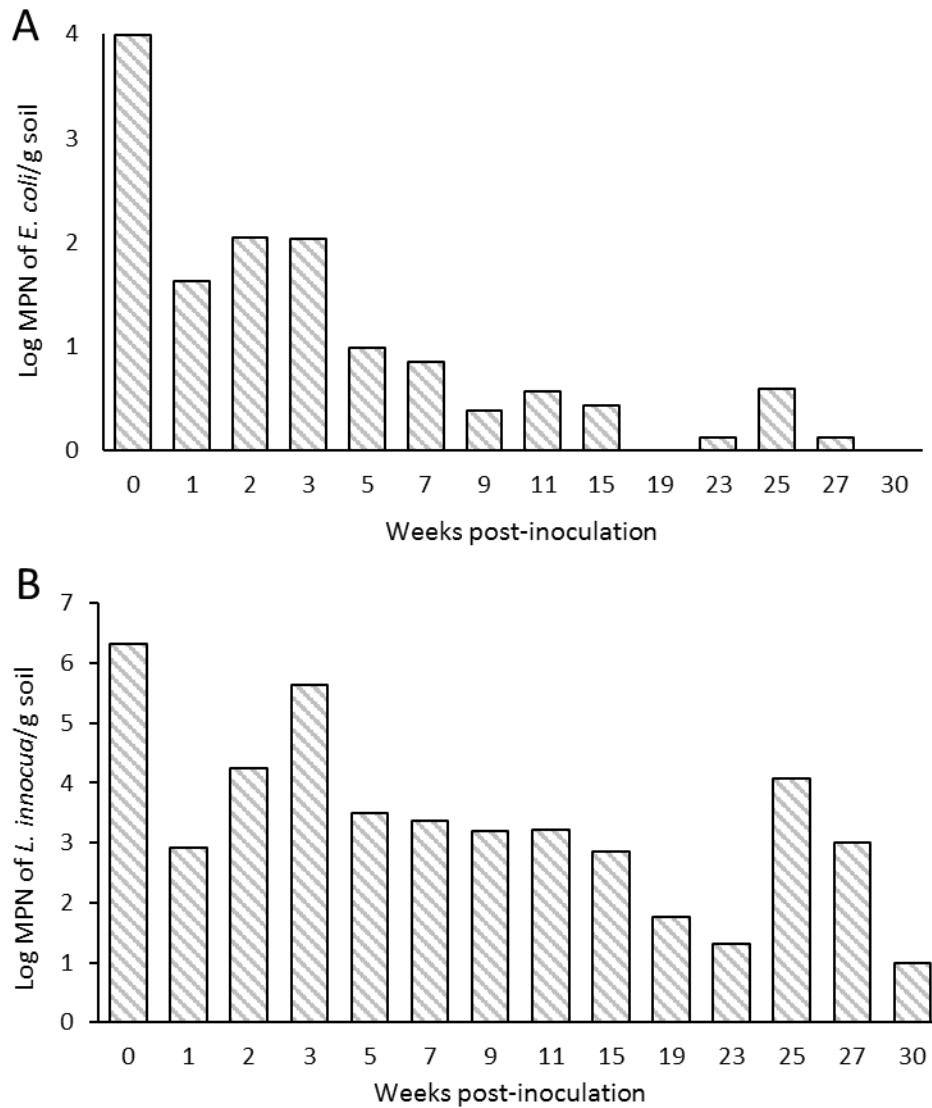 A
Log MPN of E. coli/g soil
4
3
2
1
0
0 1 2 3 5 7 9 11 15 19 23 25 27 30
Weeks post-inoculation
B
Log MPN of L. innocua/g soil
7
6
5
4
3
2
1
0
0 1 2 3 5 7 9 11 15 19 23 25 27 30
Weeks post-inoculation